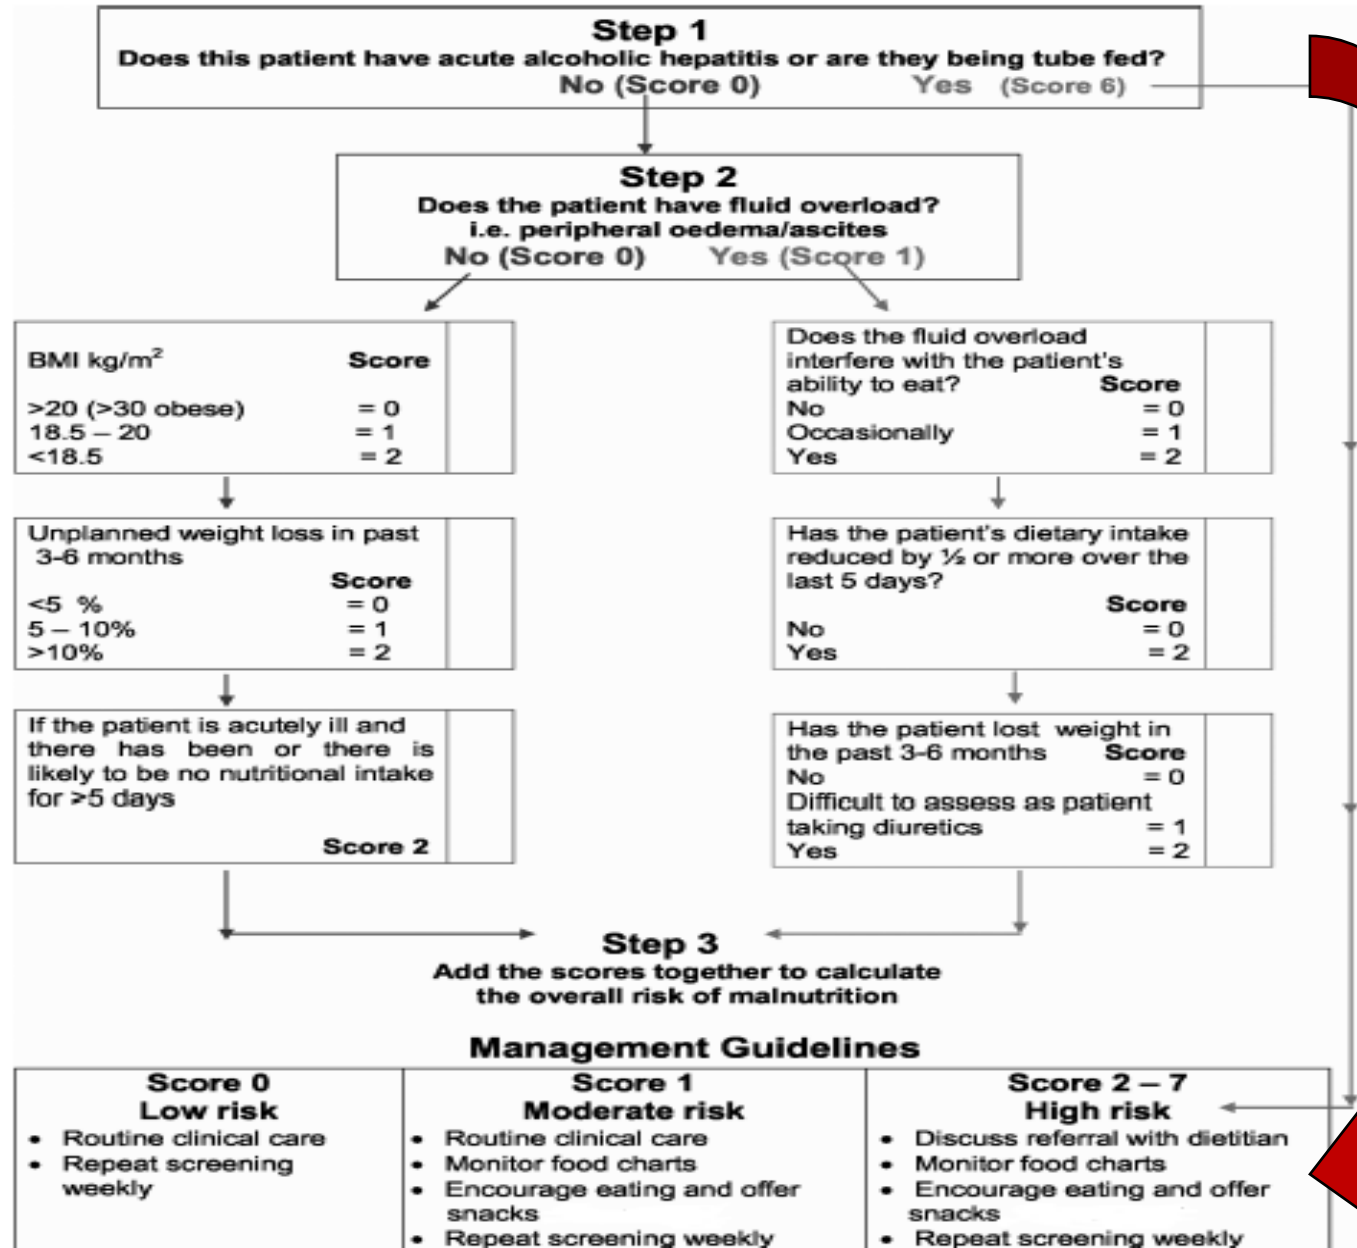 Step 1
Does this patient have acute alcoholic hepatitis or are they being tube fed?
No (Score 0) Yes (Score 6)
Step 2
Does the patient have fluid overload?
i.e. peripheral oedema/ascites
No (Score 0) Yes (Score 1)
BMI kg/m² Score
>20 (>30 obese) = 0
18.5 – 20 = 1
<18.5 = 2
Unplanned weight loss in past
3-6 months
Score
<5 % = 0
5 – 10% = 1
>10% = 2
If the patient is acutely ill and
there has been or there is
likely to be no nutritional intake
for >5 days
Score 2
Does the fluid overload
interfere with the patient's
ability to eat? Score
No = 0
Occasionally = 1
Yes = 2
Has the patient's dietary intake
reduced by ½ or more over the
last 5 days?
Score
No = 0
Yes = 2
Has the patient lost weight in
the past 3-6 months Score
No = 0
Difficult to assess as patient
taking diuretics = 1
Yes = 2
Step 3
Add the scores together to calculate
the overall risk of malnutrition
Management Guidelines
Score 0
Low risk
• Routine clinical care
• Repeat screening
weekly
Score 1
Moderate risk
• Routine clinical care
• Monitor food charts
• Encourage eating and offer
snacks
• Repeat screening weekly
Score 2 – 7
High risk
• Discuss referral with dietitian
• Monitor food charts
• Encourage eating and offer
snacks
• Repeat screening weekly